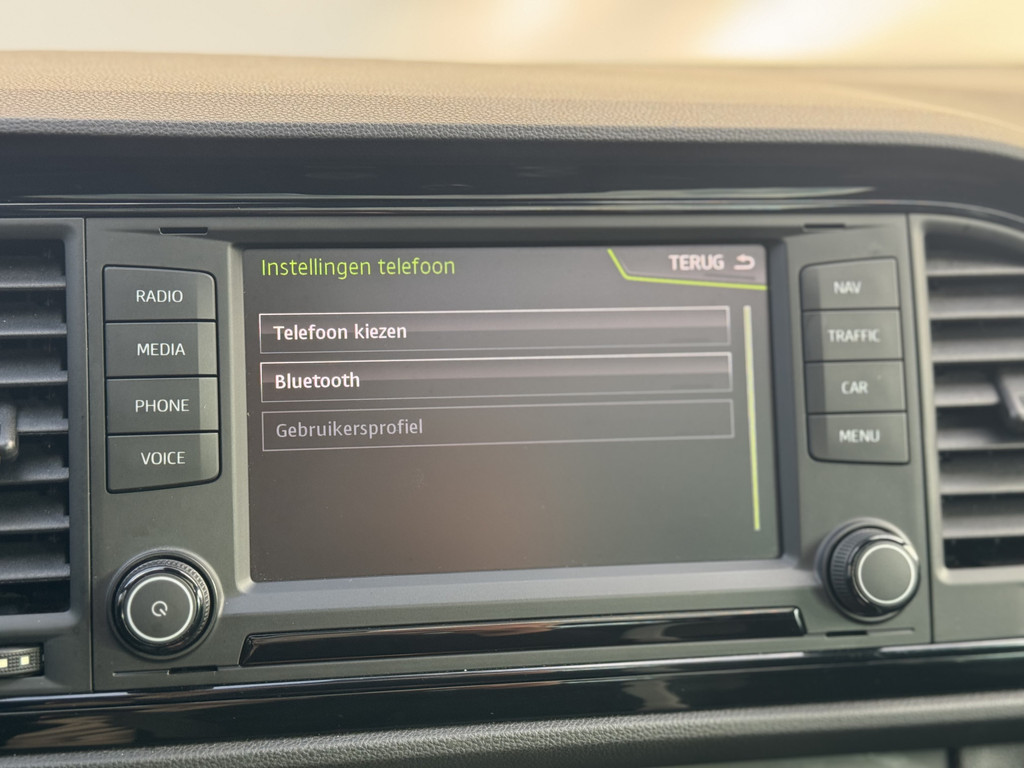 Instellingen telefoon
TERUG
Telefoon kiezen
Bluetooth
Gebruikersprofiel
RADIO
MEDIA
PHONE
VOICE
NAV
TRAFFIC
CAR
MENU